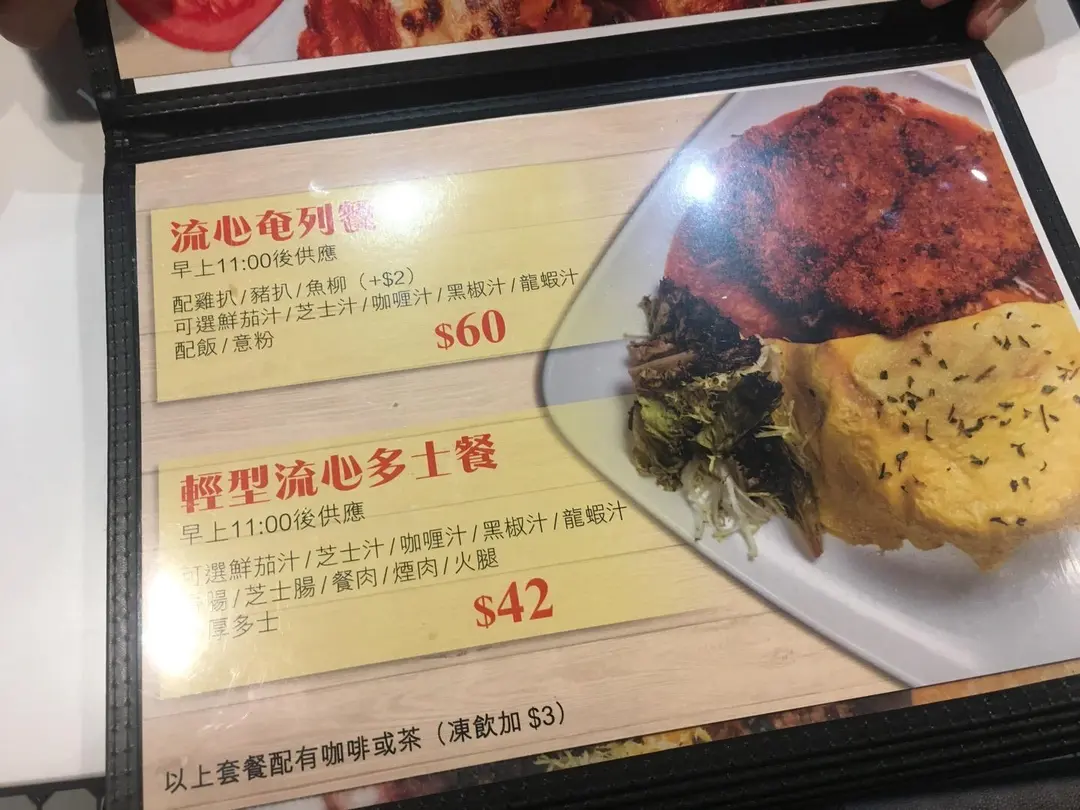 流心奄列餐
早上11:00後供應
配雞扒/豬扒/魚柳（+$2）
可選鮮茄汁/芝士汁/咖喱汁/黑椒汁/龍蝦汁
配飯/意粉
$60
輕型流心多士餐
早上11:00後供應
可選鮮茄汁/芝士汁/咖喱汁/黑椒汁/龍蝦汁
腸/芝士腸/餐肉/煙肉/火腿
厚多士
$42
以上套餐配有咖啡或茶（凍飲加 $3）